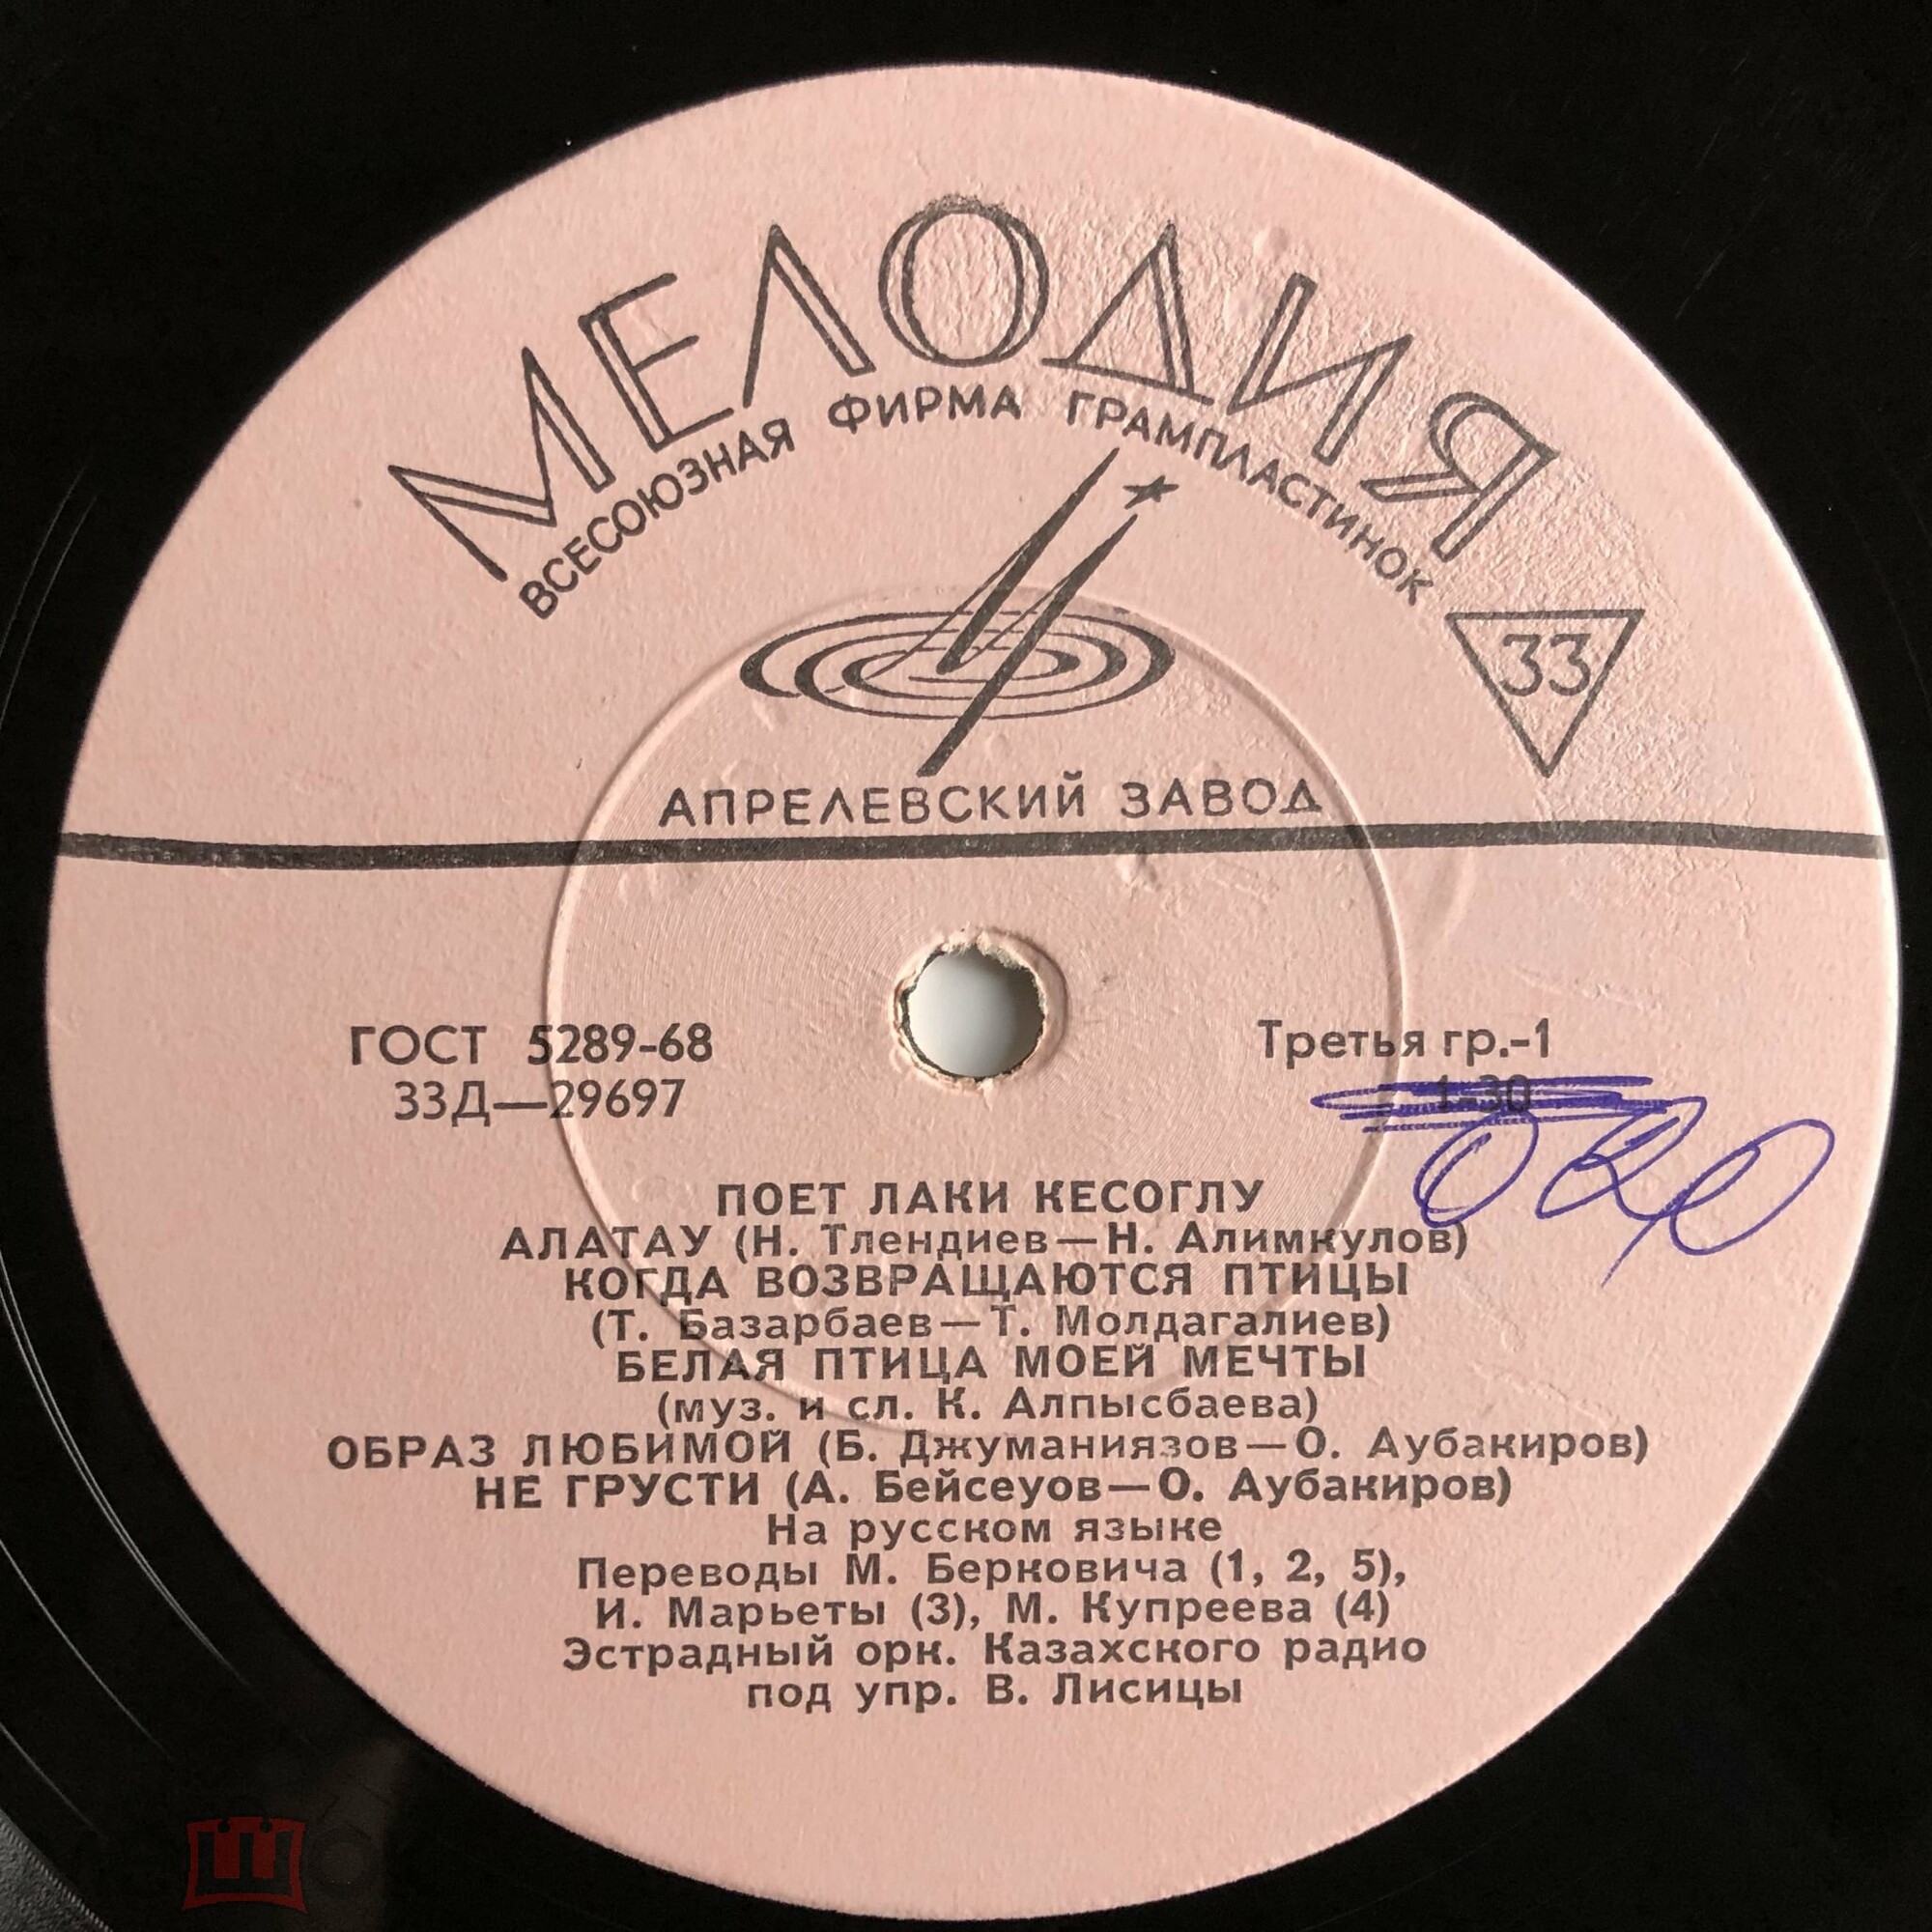 МЕЛОДИЯ
ВСЕСОЮЗНАЯ ФИРМА ГРАМПЛАСТИНОК
33
АПРЕЛЕВСКИЙ ЗАВОД
ГОСТ 5289-68
33Д—29697
Третья гр.-1
1-30
ПОЕТ ЛАКИ КЕСОГЛУ
АЛАТАУ (Н. Тлендиев—Н. Алимкулов)
КОГДА ВОЗВРАЩАЮТСЯ ПТИЦЫ
(Т. Базарбаев—Т. Молдагалиев)
БЕЛАЯ ПТИЦА МОЕЙ МЕЧТЫ
(муз. и сл. К. Алпысбаева)
ОБРАЗ ЛЮБИМОЙ (Б. Джуманиязов—О. Аубакиров)
НЕ ГРУСТИ (А. Бейсеуов—О. Аубакиров)
На русском языке
Переводы М. Берковича (1, 2, 5),
И. Марьеты (3), М. Купреева (4)
Эстрадный орк. Казахского радио
под упр. В. Лисицы